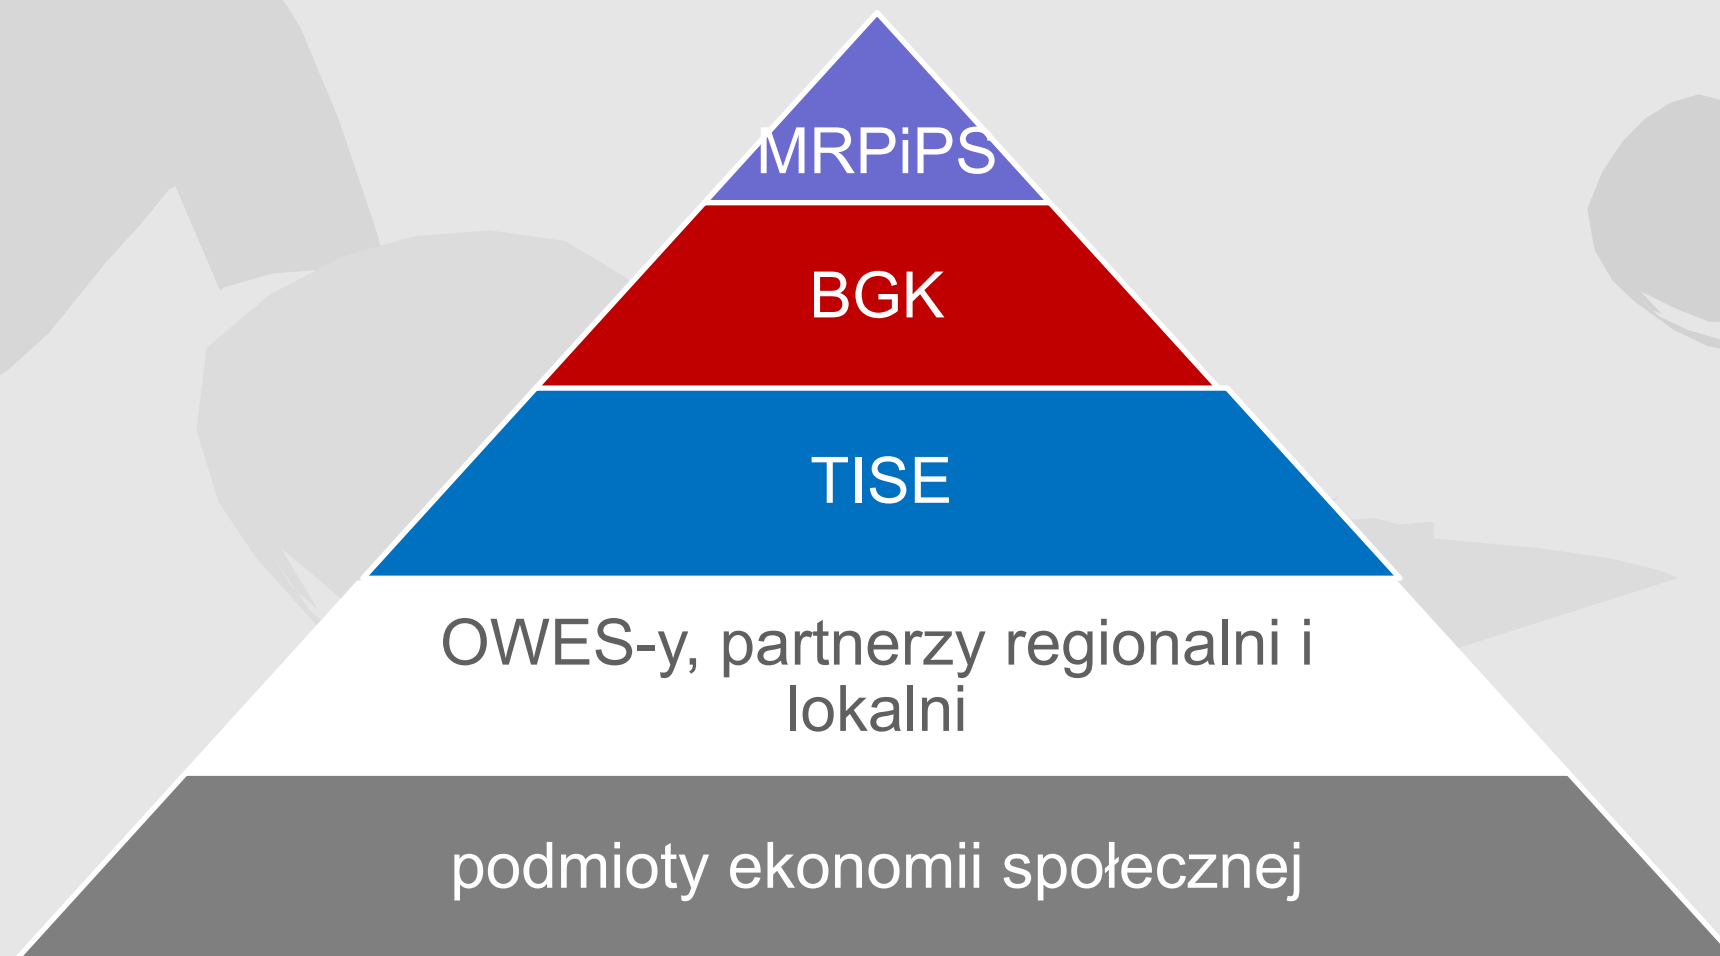 MRPiPS
BGK
TISE
OWES-y, partnerzy regionalni i
lokalni
podmioty ekonomii społecznej